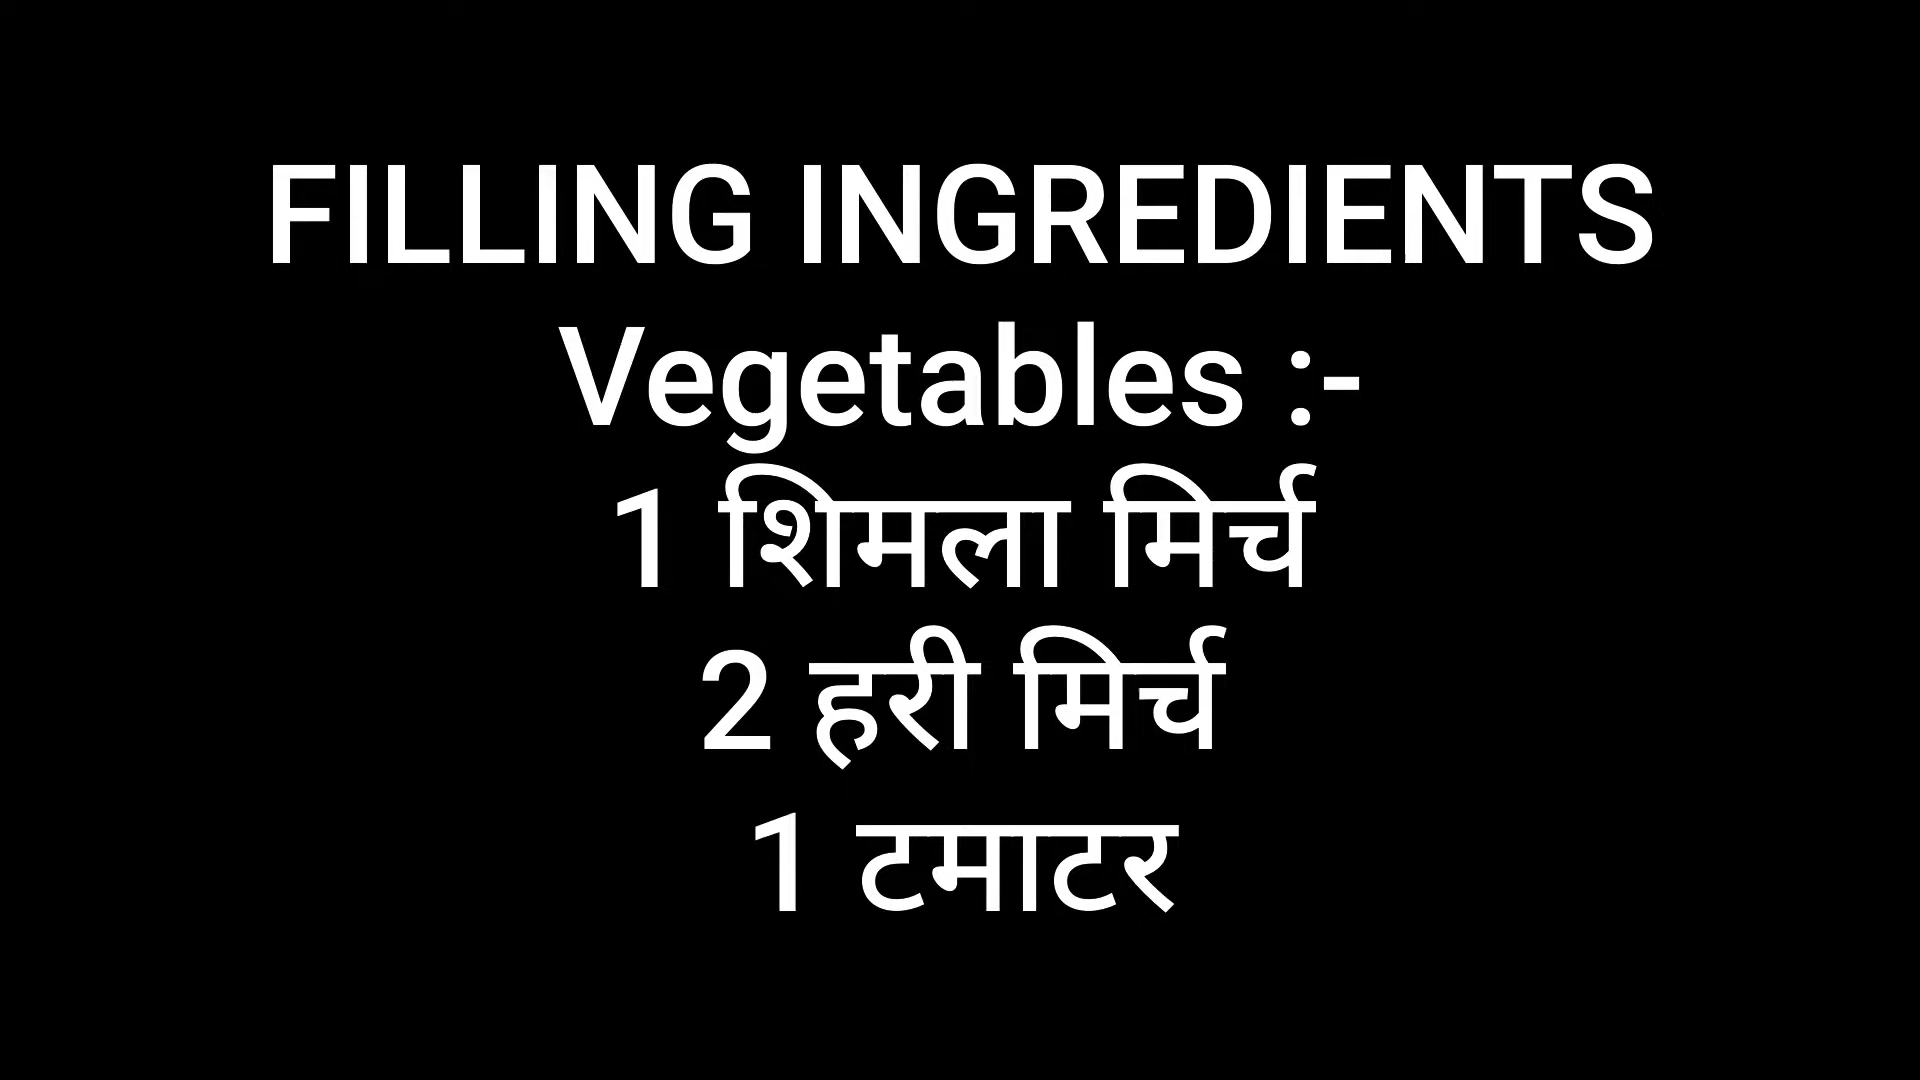 FILLING INGREDIENTS
Vegetables :-
1 शिमला मिर्च
2 हरी मिर्च
1 टमाटर